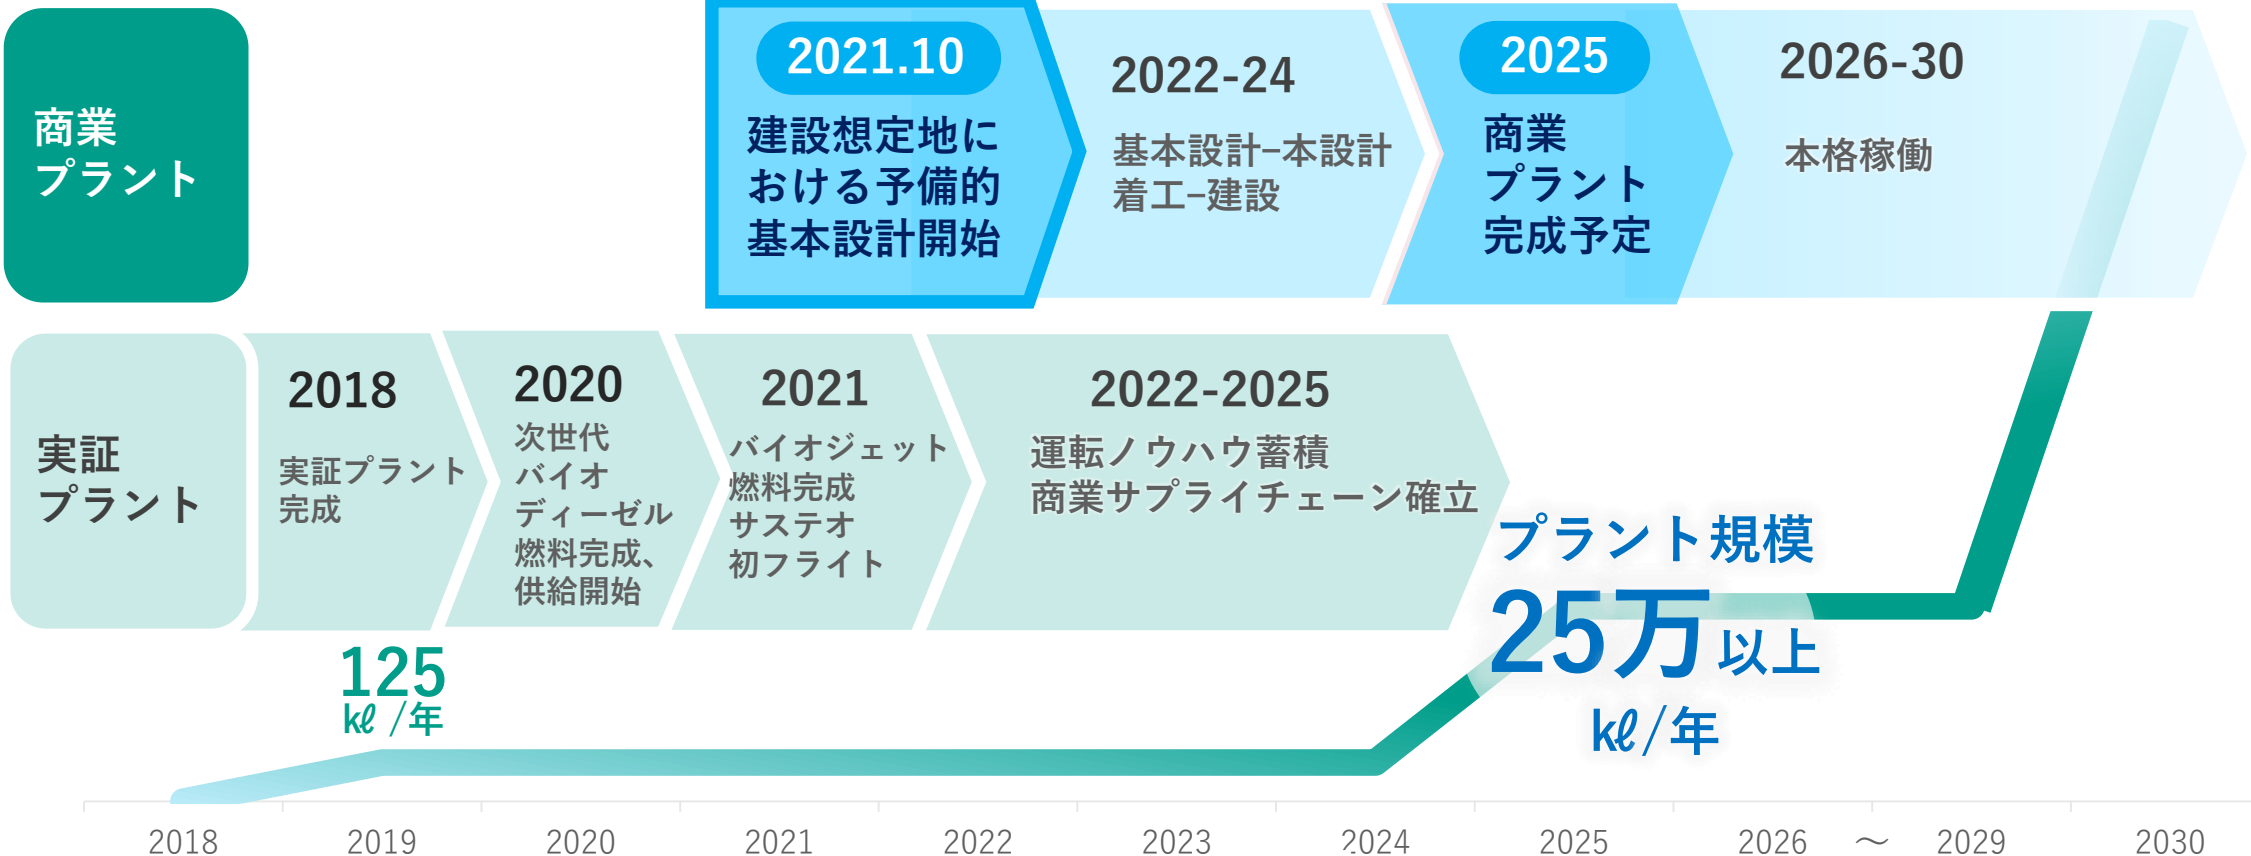 商業
プラント
2021.10
建設想定地に
おける予備的
基本設計開始
2022-24
基本設計–本設計
着工–建設
2025
商業
プラント
完成予定
2026-30
本格稼働
実証
プラント
2018
実証プラント
完成
2020
次世代
バイオ
ディーゼル
燃料完成、
供給開始
2021
バイオジェット
燃料完成
サステオ
初フライト
2022-2025
運転ノウハウ蓄積
商業サプライチェーン確立
125
kℓ /年
プラント規模
25万以上
kℓ/年
2018 2019 2020 2021 2022 2023 2024 2025 2026 ～ 2029 2030